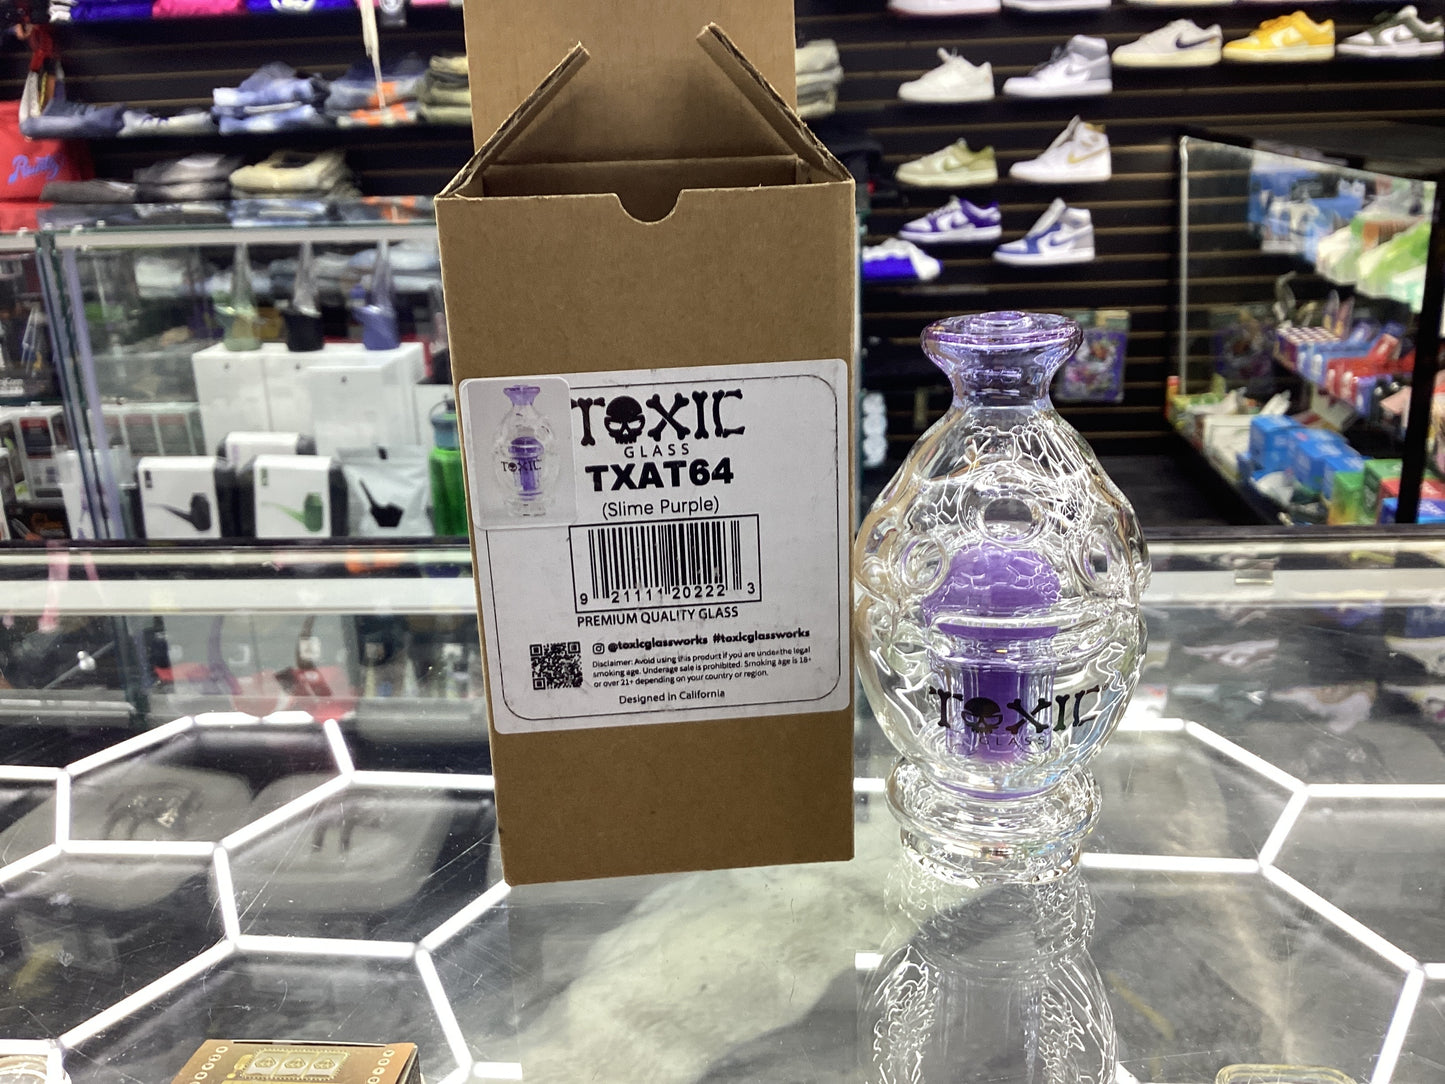 TOXIC
GLASS
TXAT64
(Slime Purple)
9 21111 20222 3
PREMIUM QUALITY GLASS
@toxicglassworks #toxicglassworks
Disclaimer: Avoid using this product if you are under the legal
smoking age. Underage sale is prohibited. Smoking age is 18+
or over 21+ depending on your country or region.
Designed in California
TOXIC
TOXIC
GLASS